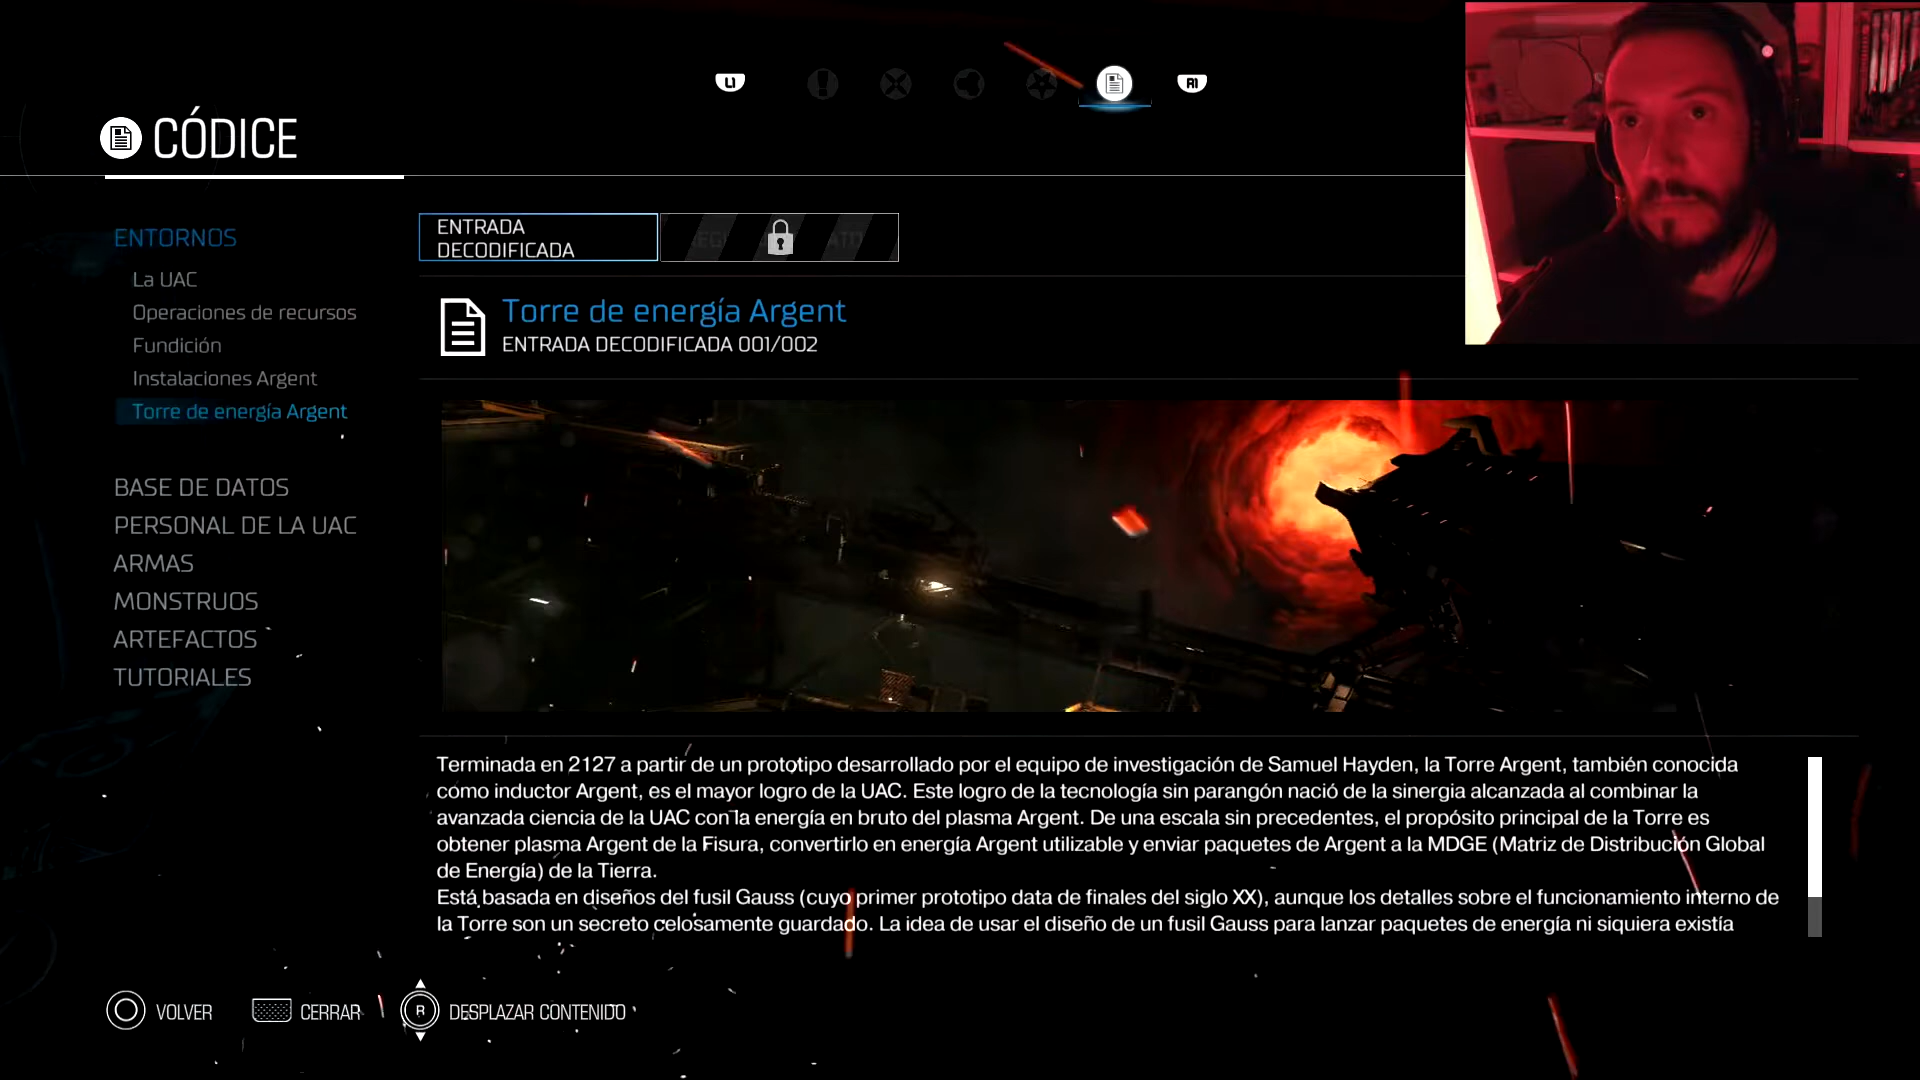 L1
R1
CÓDICE
ENTORNOS
La UAC
Operaciones de recursos
Fundición
Instalaciones Argent
Torre de energía Argent
BASE DE DATOS
PERSONAL DE LA UAC
ARMAS
MONSTRUOS
ARTEFACTOS
TUTORIALES
ENTRADA
DECODIFICADA
Torre de energía Argent
ENTRADA DECODIFICADA 001/002
Terminada en 2127 a partir de un prototipo desarrollado por el equipo de investigación de Samuel Hayden, la Torre Argent, también conocida
como inductor Argent, es el mayor logro de la UAC. Este logro de la tecnología sin parangón nació de la sinergia alcanzada al combinar la
avanzada ciencia de la UAC con la energía en bruto del plasma Argent. De una escala sin precedentes, el propósito principal de la Torre es
obtener plasma Argent de la Fisura, convertirlo en energía Argent utilizable y enviar paquetes de Argent a la MDGE (Matriz de Distribución Global
de Energía) de la Tierra.
Está basada en diseños del fusil Gauss (cuyo primer prototipo data de finales del siglo XX), aunque los detalles sobre el funcionamiento interno de
la Torre son un secreto celosamente guardado. La idea de usar el diseño de un fusil Gauss para lanzar paquetes de energía ni siquiera existía
VOLVER
CERRAR
R
DESPLAZAR CONTENIDO